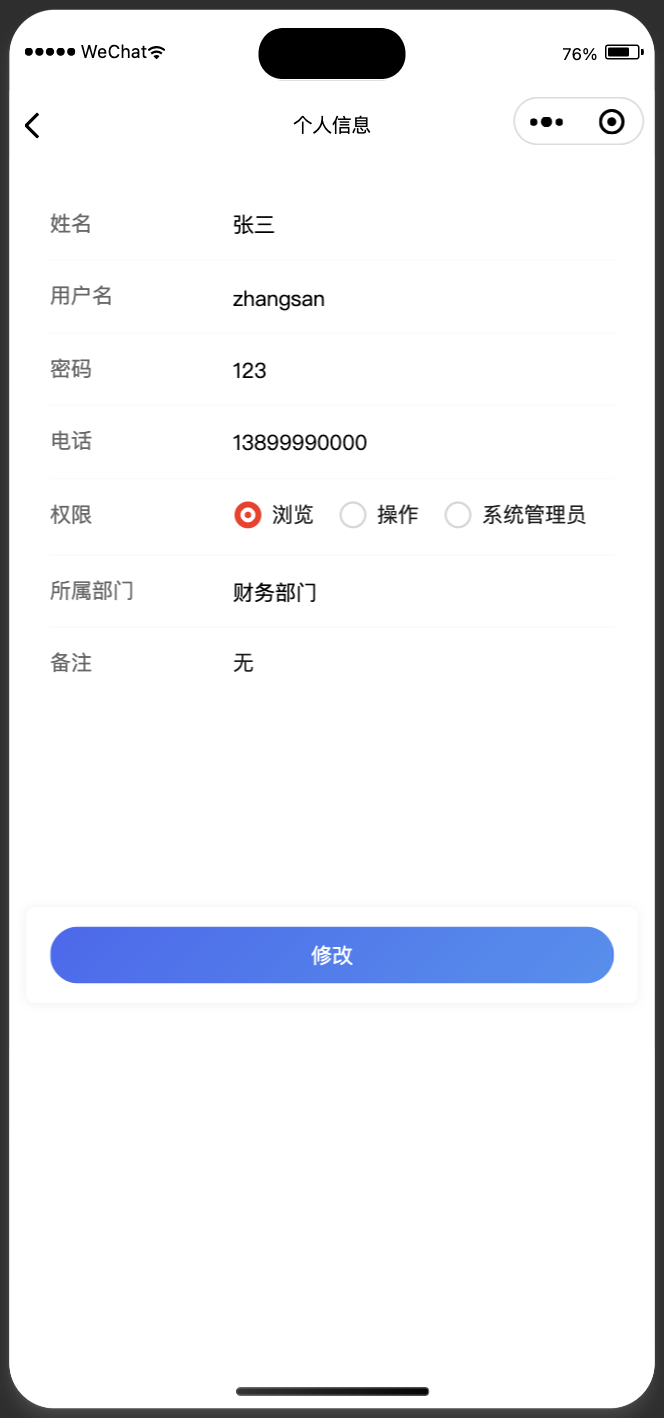 WeChat 76%
个人信息
姓名 张三
用户名 zhangsan
密码 123
电话 13899990000
权限 浏览 操作 系统管理员
所属部门 财务部门
备注 无
修改